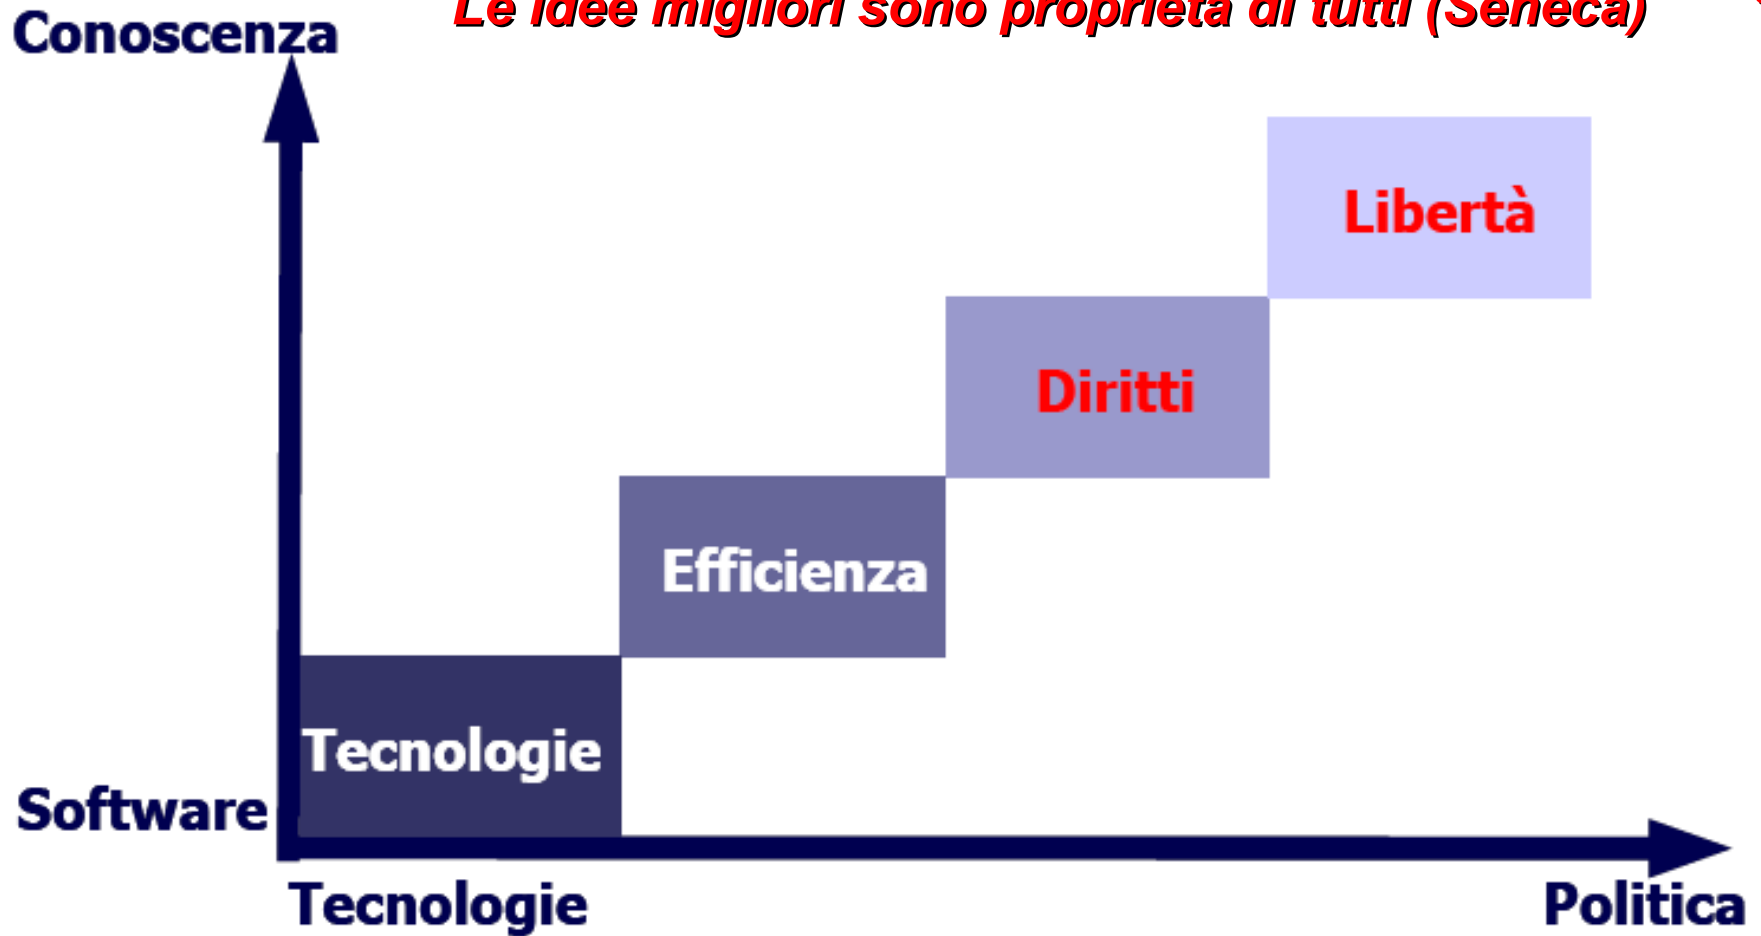 Le idee migliori sono proprietà di tutti (Seneca)
Conoscenza
Libertà
Diritti
Efficienza
Tecnologie
Software
Tecnologie
Politica